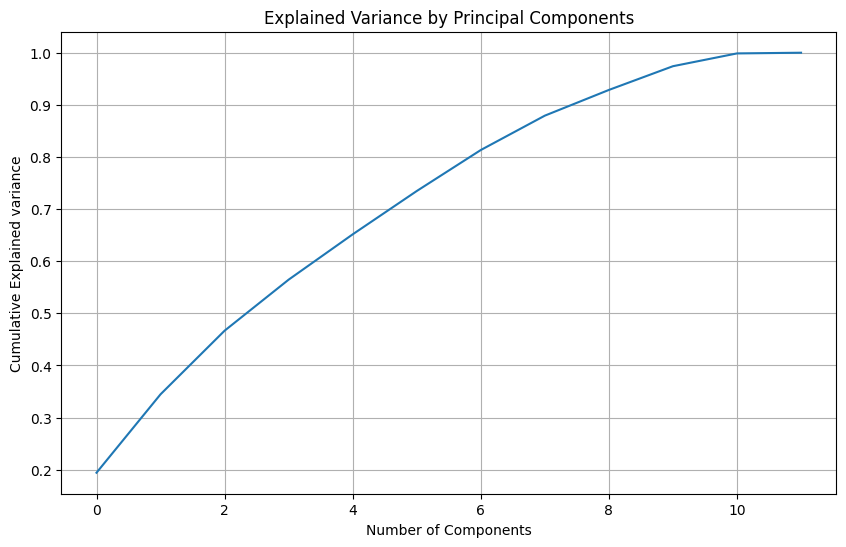 Explained Variance by Principal Components
Cumulative Explained variance
1.0
0.9
0.8
0.7
0.6
0.5
0.4
0.3
0.2
0 2 4 6 8 10
Number of Components